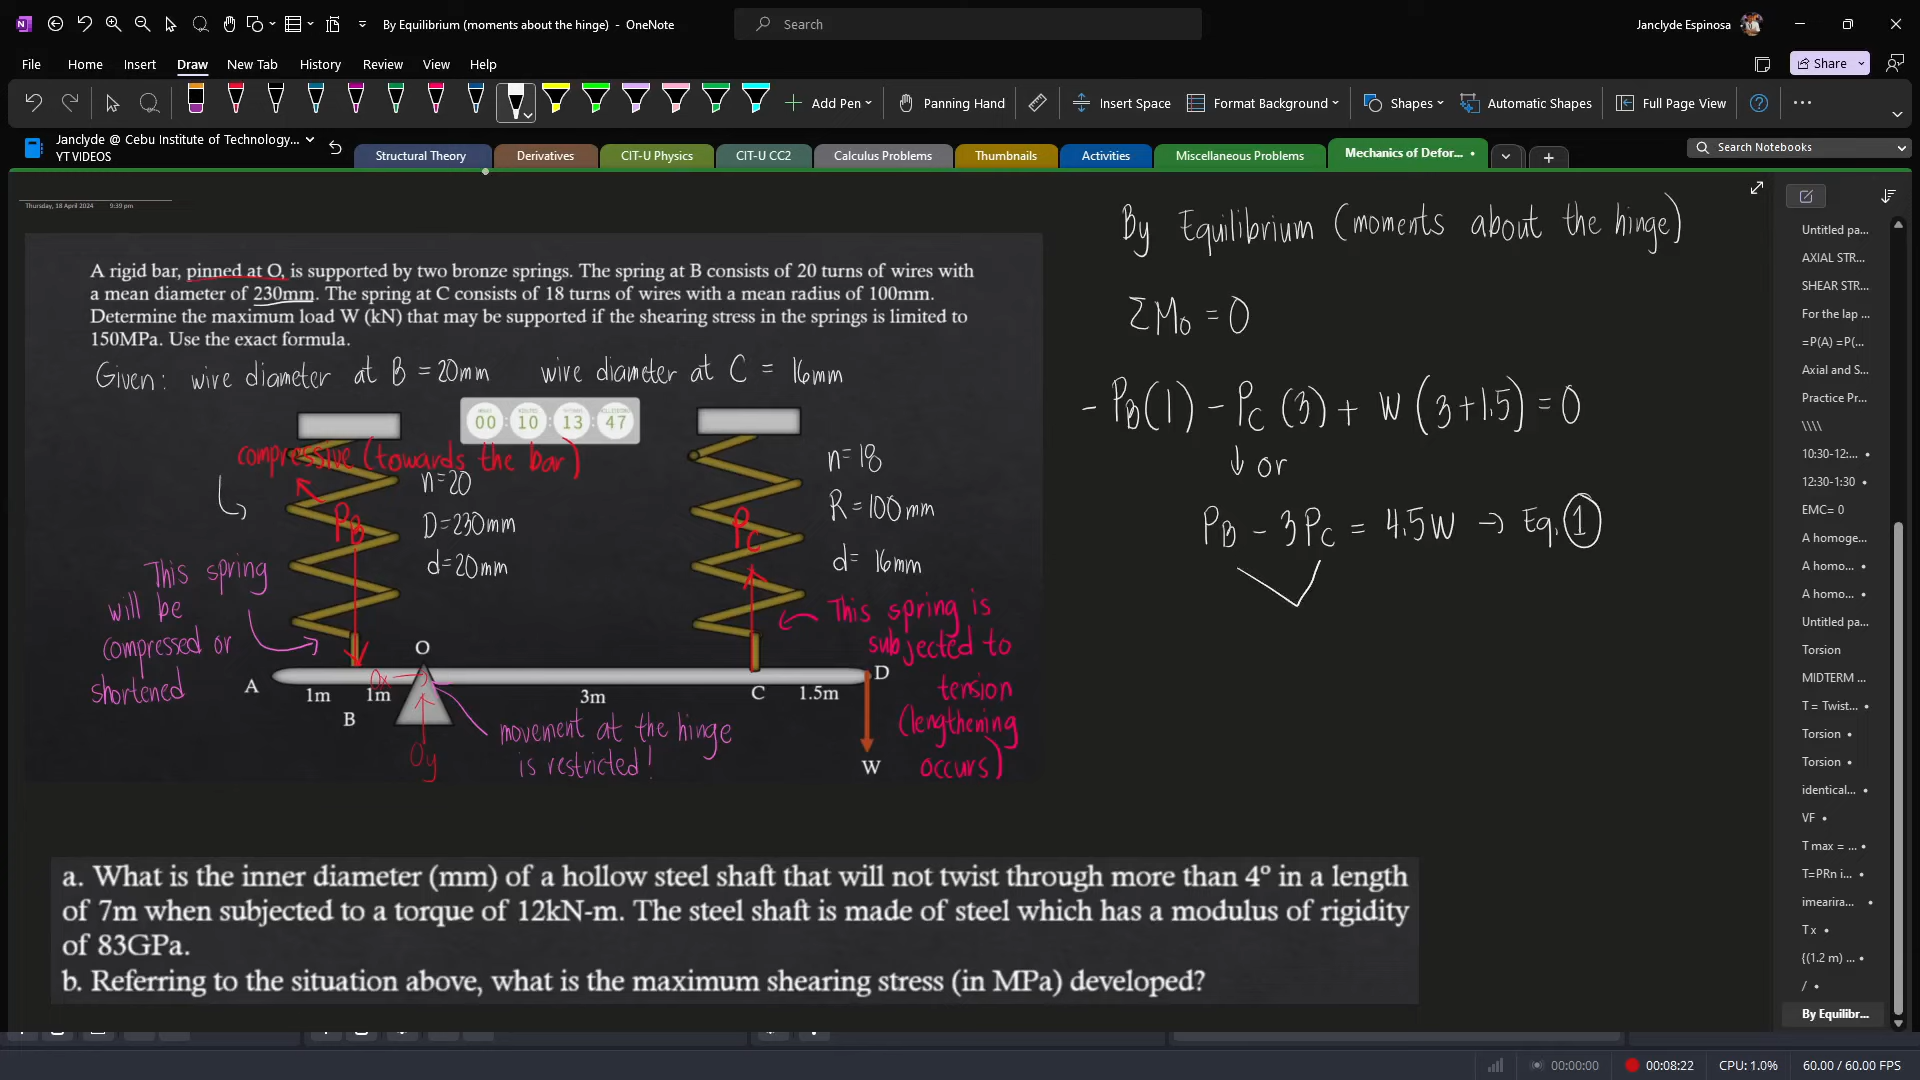 By Equilibrium (moments about the hinge) - OneNote
Search
Janclyde Espinosa
File Home Insert Draw New Tab History Review View Help
Share
Add Pen
Panning Hand
Insert Space
Format Background
Shapes
Automatic Shapes
Full Page View
Janclyde @ Cebu Institute of Technology...
YT VIDEOS
Structural Theory
Derivatives
CIT-U Physics
CIT-U CC2
Calculus Problems
Thumbnails
Activities
Miscellaneous Problems
Mechanics of Defor...
Search Notebooks
Thursday, 18 April 2024 9:39 pm
A rigid bar, pinned at O, is supported by two bronze springs. The spring at B consists of 20 turns of wires with
a mean diameter of 230mm. The spring at C consists of 18 turns of wires with a mean radius of 100mm.
Determine the maximum load W (kN) that may be supported if the shearing stress in the springs is limited to
150MPa. Use the exact formula.
Given: wire diameter at B = 20mm wire diameter at C = 16mm
00 10 13 47
compressive (towards the bar)
n=20
D=230mm
d=20mm
PB
n=18
R=100mm
d=16mm
PC
This spring
will be
compressed or
shortened
This spring is
subjected to
tension
(lengthening
occurs)
O
A
1m
B
1m
Ox
Oy
3m
C
1.5m
D
W
movement at the hinge
is restricted!
By Equilibrium (moments about the hinge)
ΣMO = 0
- PB(1) - PC (3) + W (3+1.5) = 0
↓ or
PB - 3PC = 4.5W → Eq. 1
a. What is the inner diameter (mm) of a hollow steel shaft that will not twist through more than 4° in a length
of 7m when subjected to a torque of 12kN-m. The steel shaft is made of steel which has a modulus of rigidity
of 83GPa.
b. Referring to the situation above, what is the maximum shearing stress (in MPa) developed?
Untitled pa...
AXIAL STR...
SHEAR STR...
For the lap ...
=P(A) =P(...
Axial and S...
Practice Pr...
\\\\
10:30-12:...
12:30-1:30
EMC= 0
A homoge...
A homo...
A homo...
Untitled pa...
Torsion
MIDTERM ...
T = Twist...
Torsion
Torsion
identical...
VF
T max = ...
T=PRn i...
imearira...
T x
{(1.2 m) ...
/
By Equilibr...
00:00:00
00:08:22
CPU: 1.0%
60.00 / 60.00 FPS